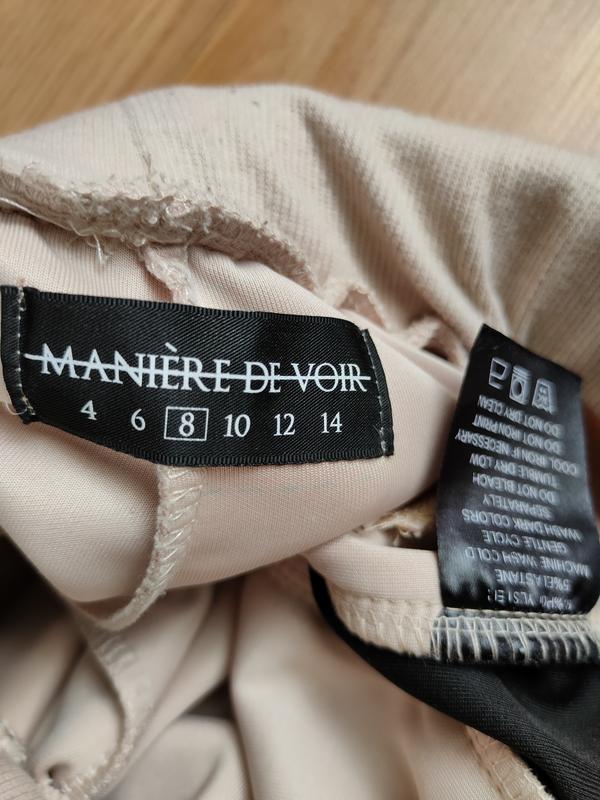 MANIÈRE DE VOIR
4 6 8 10 12 14
5%ELASTANE
MACHINE WASH COLD
GENTLE CYCLE
WASH DARK COLORS
SEPARATELY
DO NOT BLEACH
TUMBLE DRY LOW
COOL IRON IF NECESSARY
DO NOT IRON PRINT
DO NOT DRY CLEAN